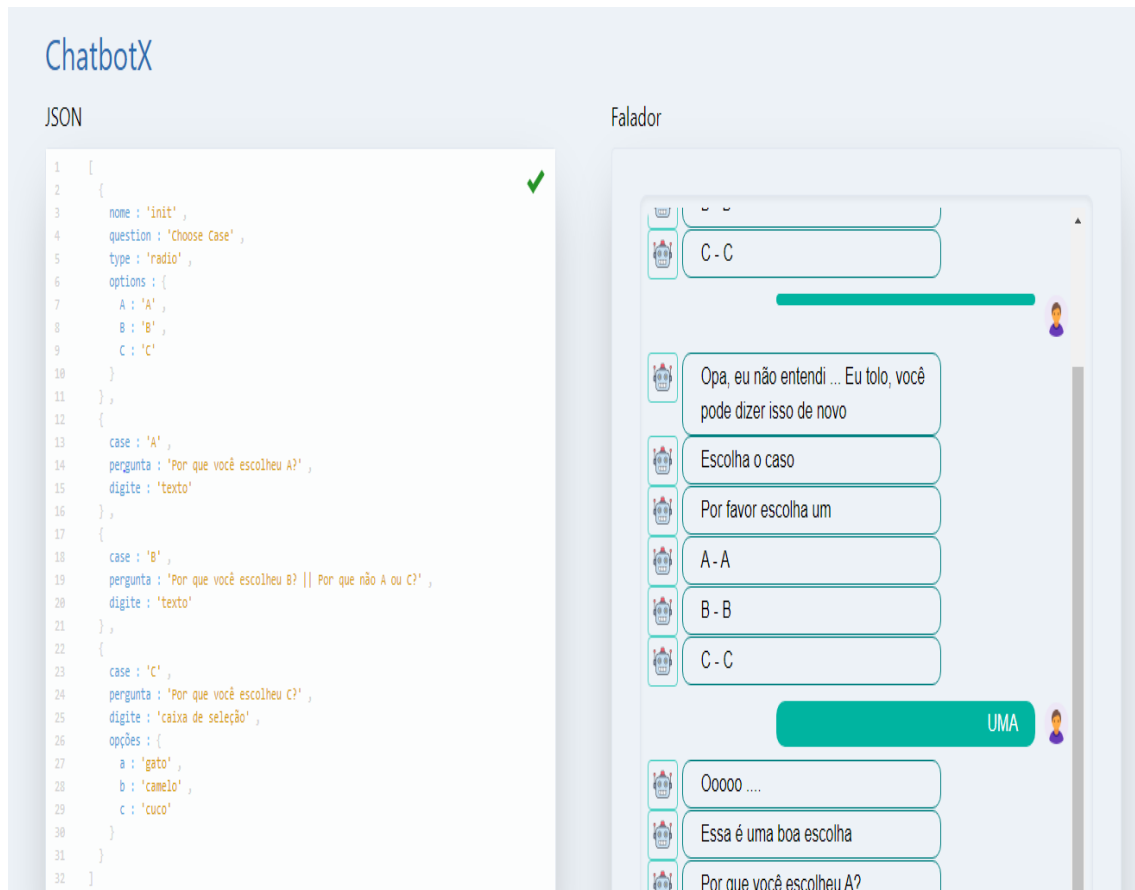 ChatbotX
JSON
1 [
2 {
3 nome : 'init' ,
4 question : 'Choose Case' ,
5 type : 'radio' ,
6 options : {
7 A : 'A' ,
8 B : 'B' ,
9 C : 'C'
10 }
11 } ,
12 {
13 case : 'A' ,
14 pergunta : 'Por que você escolheu A?' ,
15 digite : 'texto'
16 } ,
17 {
18 case : 'B' ,
19 pergunta : 'Por que você escolheu B? || Por que não A ou C?' ,
20 digite : 'texto'
21 } ,
22 {
23 case : 'C' ,
24 pergunta : 'Por que você escolheu C?' ,
25 digite : 'caixa de seleção' ,
26 opções : {
27 a : 'gato' ,
28 b : 'camelo' ,
29 c : 'cuco'
30 }
31 }
32 ]
Falador
C - C
Opa, eu não entendi ... Eu tolo, você
pode dizer isso de novo
Escolha o caso
Por favor escolha um
A - A
B - B
C - C
UMA
Ooooo ....
Essa é uma boa escolha
Por que você escolheu A?